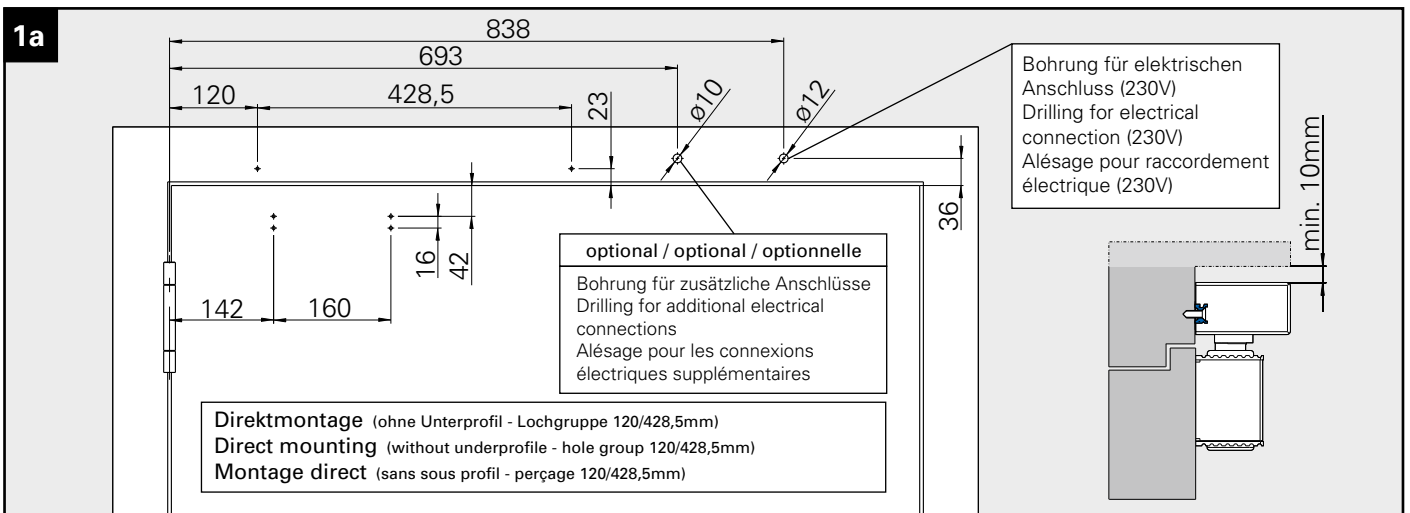 1a
838
693
120
428,5
23
ø10
ø12
Bohrung für elektrischen
Anschluss (230V)
Drilling for electrical
connection (230V)
Alésage pour raccordement
électrique (230V)
min. 10mm
36
16
42
142
160
optional / optional / optionnelle
Bohrung für zusätzliche Anschlüsse
Drilling for additional electrical
connections
Alésage pour les connexions
électriques supplémentaires
Direktmontage (ohne Unterprofil - Lochgruppe 120/428,5mm)
Direct mounting (without underprofile - hole group 120/428,5mm)
Montage direct (sans sous profil - perçage 120/428,5mm)